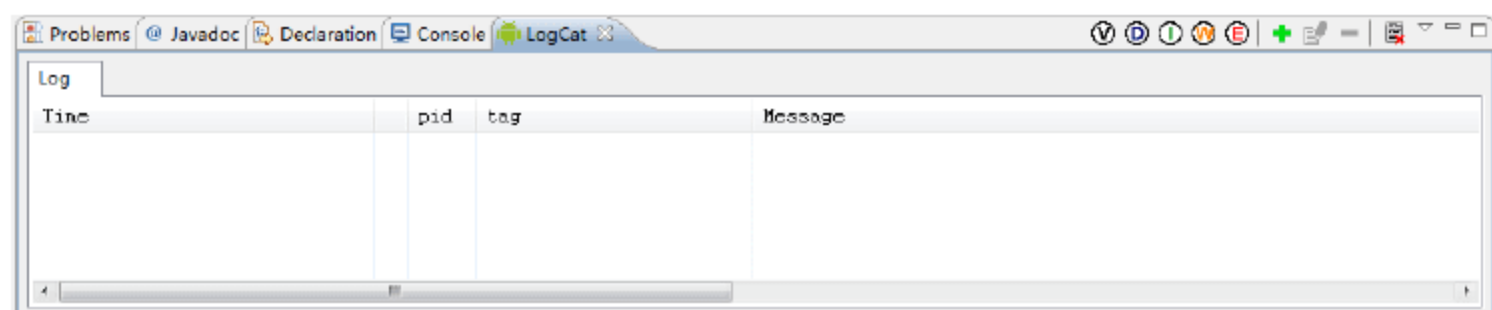 Problems @ Javadoc Declaration Console LogCat V D I W E
Log
Time pid tag Message